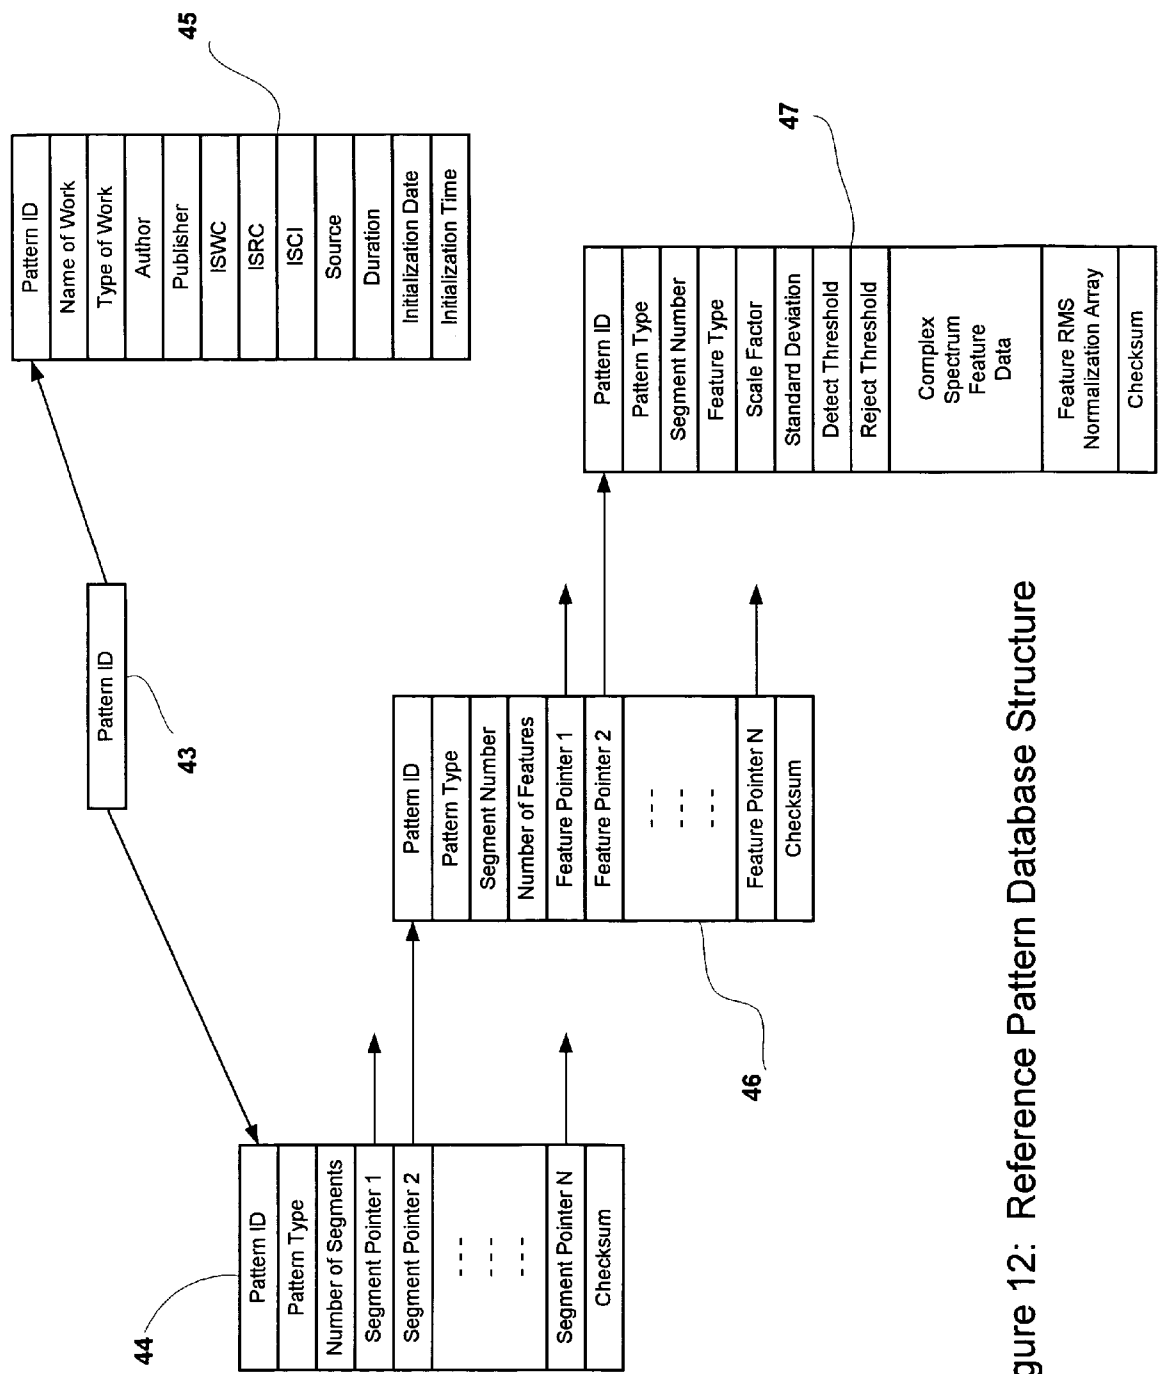 43
Pattern ID
44
Pattern ID
Pattern Type
Number of Segments
Segment Pointer 1
Segment Pointer 2
- - -
- - -
- - -
Segment Pointer N
Checksum
45
Pattern ID
Name of Work
Type of Work
Author
Publisher
ISWC
ISRC
ISCI
Source
Duration
Initialization Date
Initialization Time
46
Pattern ID
Pattern Type
Segment Number
Number of Features
Feature Pointer 1
Feature Pointer 2
- - -
- - -
- - -
Feature Pointer N
Checksum
47
Pattern ID
Pattern Type
Segment Number
Feature Type
Scale Factor
Standard Deviation
Detect Threshold
Reject Threshold
Complex
Spectrum
Feature
Data
Feature RMS
Normalization Array
Checksum
gure 12: Reference Pattern Database Structure